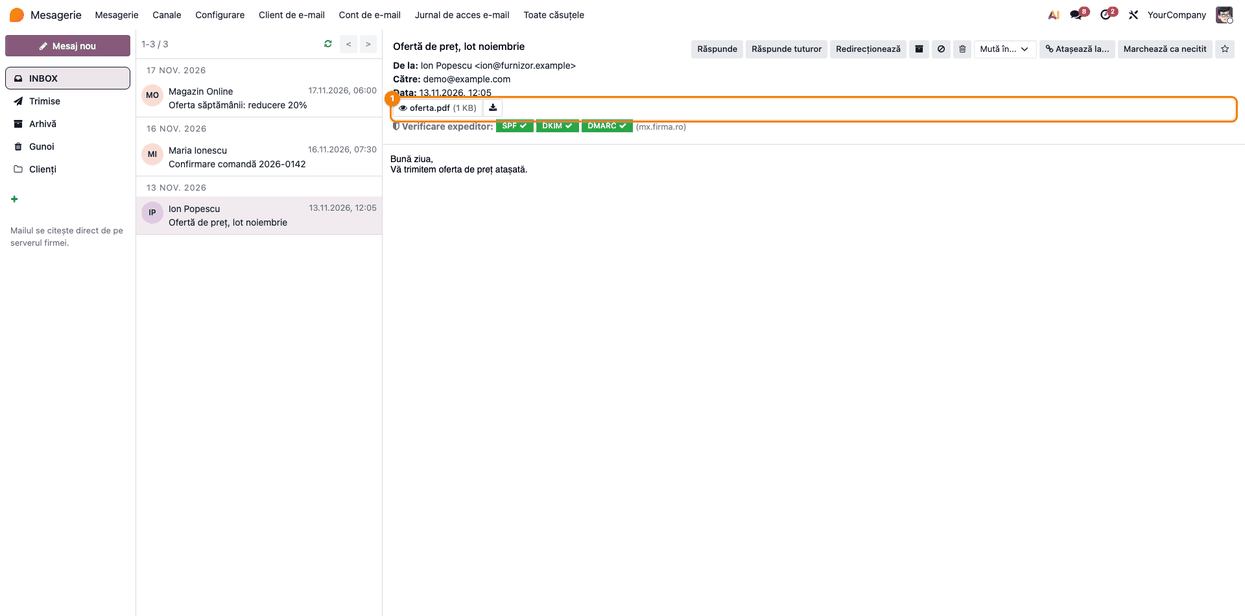 Mesagerie Mesagerie Canale Configurare Client de e-mail Cont de e-mail Jurnal de acces e-mail Toate căsuțele AI 8 2 YourCompany
Mesaj nou
INBOX
Trimise
Arhivă
Gunoi
Clienți
+
Mailul se citește direct de pe
serverul firmei.
1-3 / 3 < >
17 NOV. 2026
MO Magazin Online 17.11.2026, 06:00
Oferta săptămânii: reducere 20%
16 NOV. 2026
MI Maria Ionescu 16.11.2026, 07:30
Confirmare comandă 2026-0142
13 NOV. 2026
IP Ion Popescu 13.11.2026, 12:05
Ofertă de preț, lot noiembrie
Ofertă de preț, lot noiembrie
Răspunde Răspunde tuturor Redirecționează Mută în... Atașează la... Marchează ca necitit
De la: Ion Popescu <ion@furnizor.example>
Către: demo@example.com
Data: 13.11.2026, 12:05
1
oferta.pdf (1 KB)
Verificare expeditor: SPF ✓ DKIM ✓ DMARC ✓ (mx.firma.ro)
Bună ziua,
Vă trimitem oferta de preț atașată.